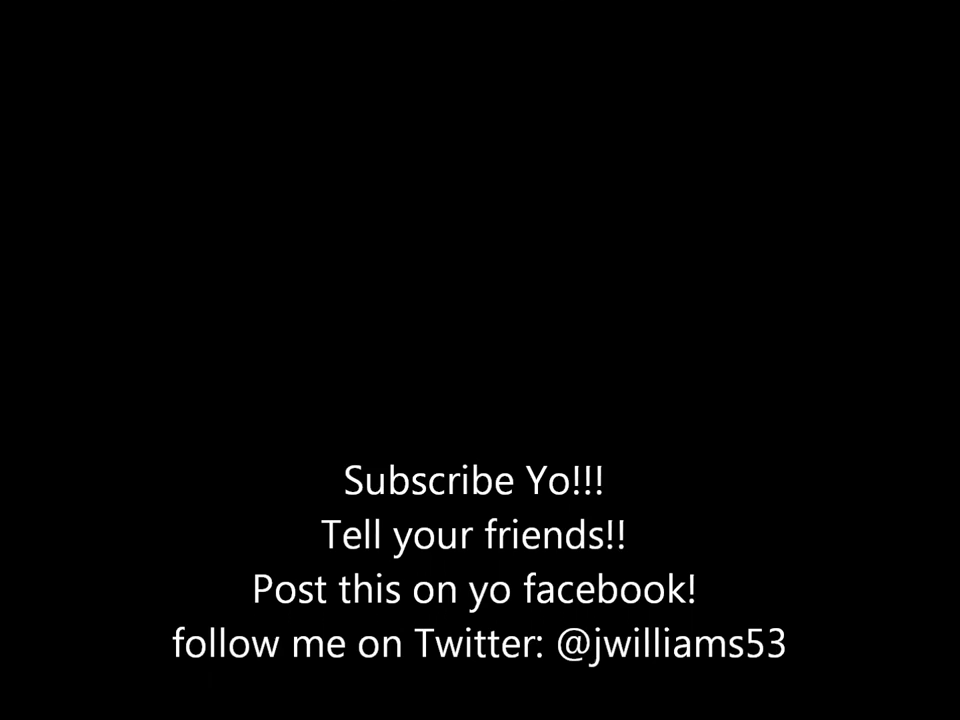 Subscribe Yo!!!
Tell your friends!!
Post this on yo facebook!
follow me on Twitter: @jwilliams53